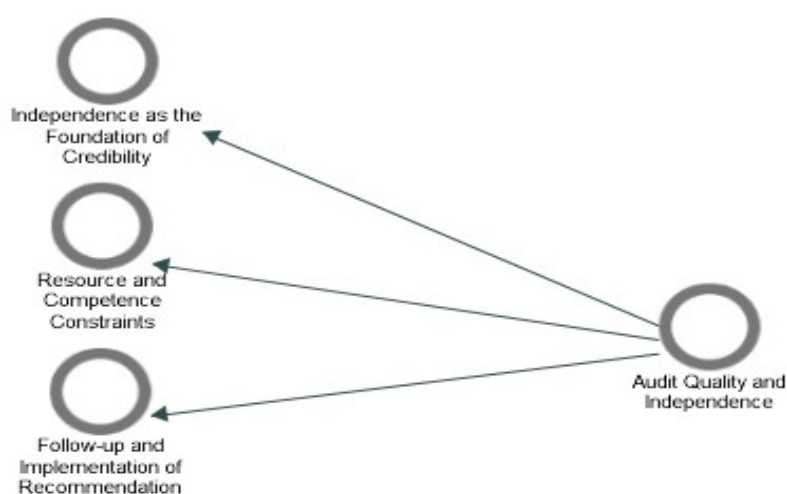 Independence as the
Foundation of
Credibility
Resource and
Competence
Constraints
Follow-up and
Implementation of
Recommendation
Audit Quality and
Independence